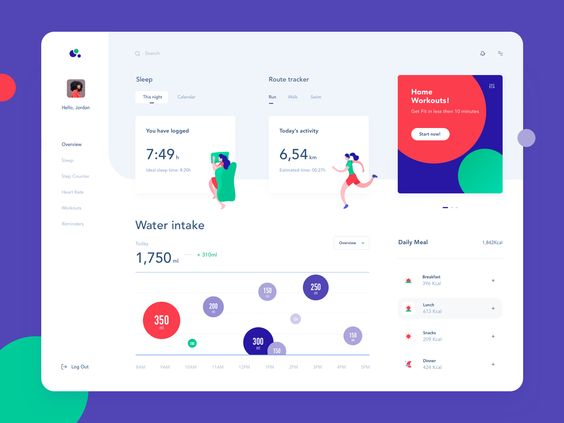 Search
Hello, Jordan
Overview
Sleep
Step Counter
Heart Rate
Workouts
Reminders
Log Out
Sleep
This night
Calendar
You have logged
7:49 h
Ideal sleep time: 8:20h
Route tracker
Run
Walk
Swim
Today's activity
6,54 km
Estimated time: 00:27h
Home
Workouts!
Get Fit in less then 10 minutes
Start now!
Water intake
Today
1,750 ml
+ 310ml
Overview
350
ml
200
150
250
300
150
150
8AM
9AM
10AM
11AM
12PM
1PM
2PM
3PM
4PM
5PM
Daily Meal
1,842Kcal
Breakfast
396 Kcal
+
Lunch
673 Kcal
+
Snacks
209 Kcal
+
Dinner
424 Kcal
+